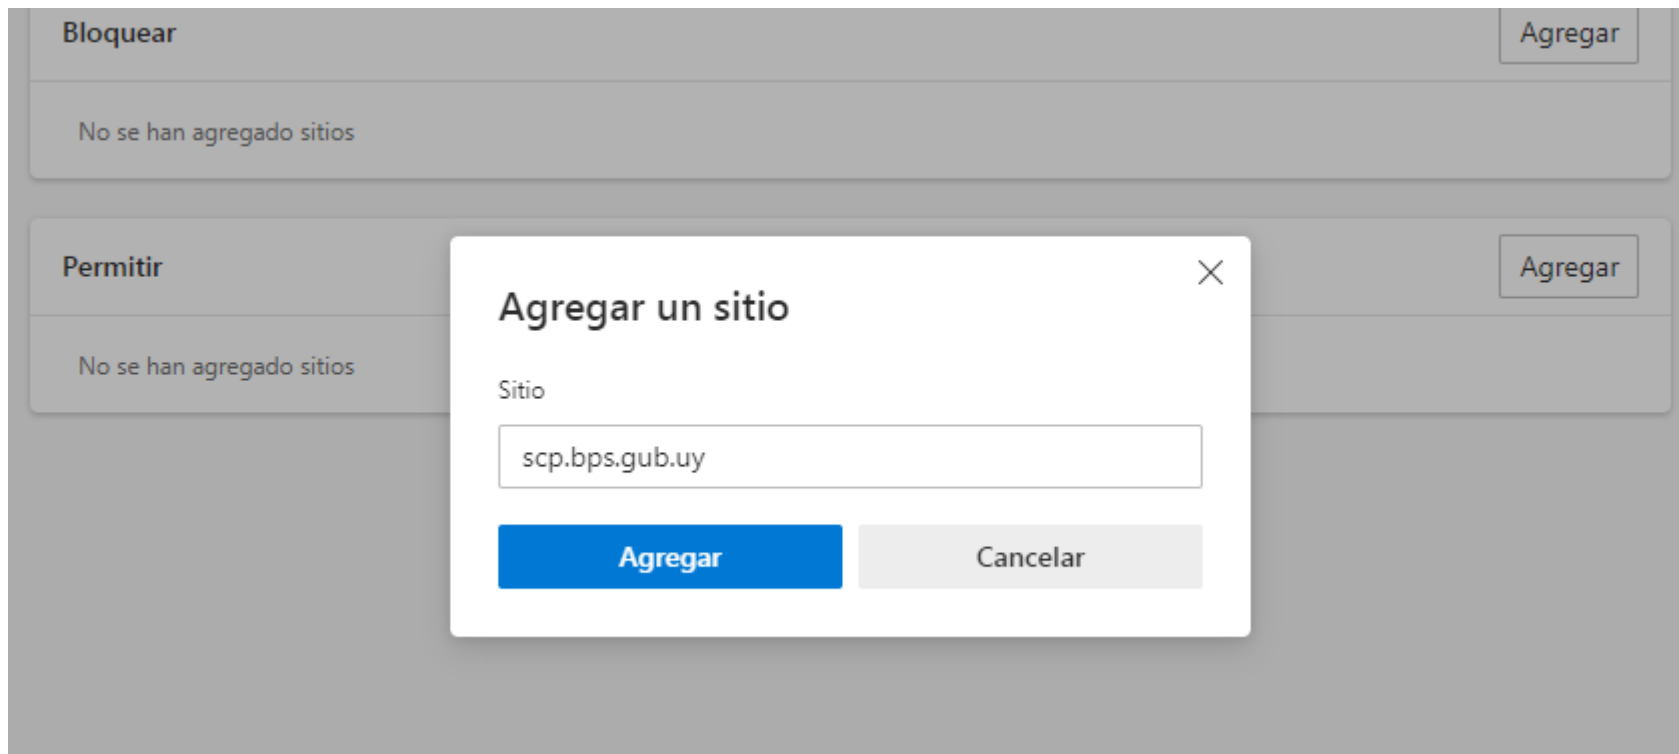 Bloquear
Agregar
No se han agregado sitios
Permitir
Agregar
No se han agregado sitios
Agregar un sitio
Sitio
scp.bps.gub.uy
Agregar
Cancelar